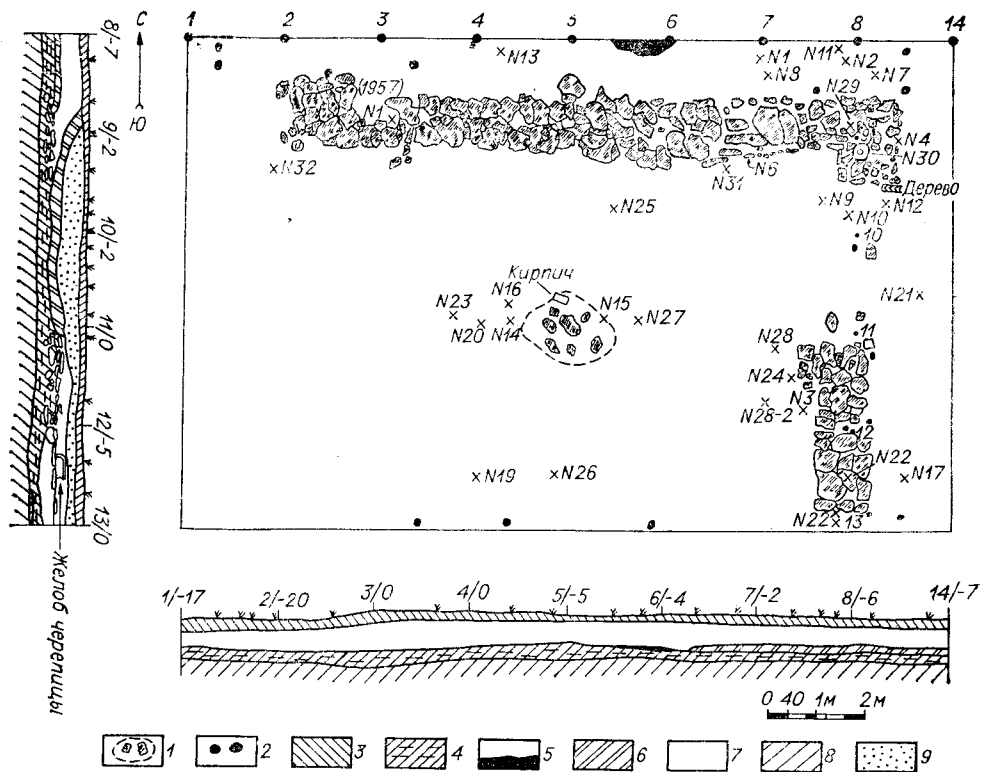 1 2 3 4 5 6 7 8 14
С
Ю
8/-7
9/-2
10/-2
11/0
12/-5
13/0
Желоб черепицы
N13
N1
N11
N2
N8
N7
(1957)
N1
N29
N4
N30
N32
N31
N6
Дерево
N25
N9
N12
N10
10
Кирпич
N16
N15
N21
N23
N27
N20
N14
N28
11
N24
N3
N28-2
12
N22
N19
N26
N17
N22
13
1/-17 2/-20 3/0 4/0 5/-5 6/-4 7/-2 8/-6 14/-7
0 40 1м 2м
1 2 3 4 5 6 7 8 9